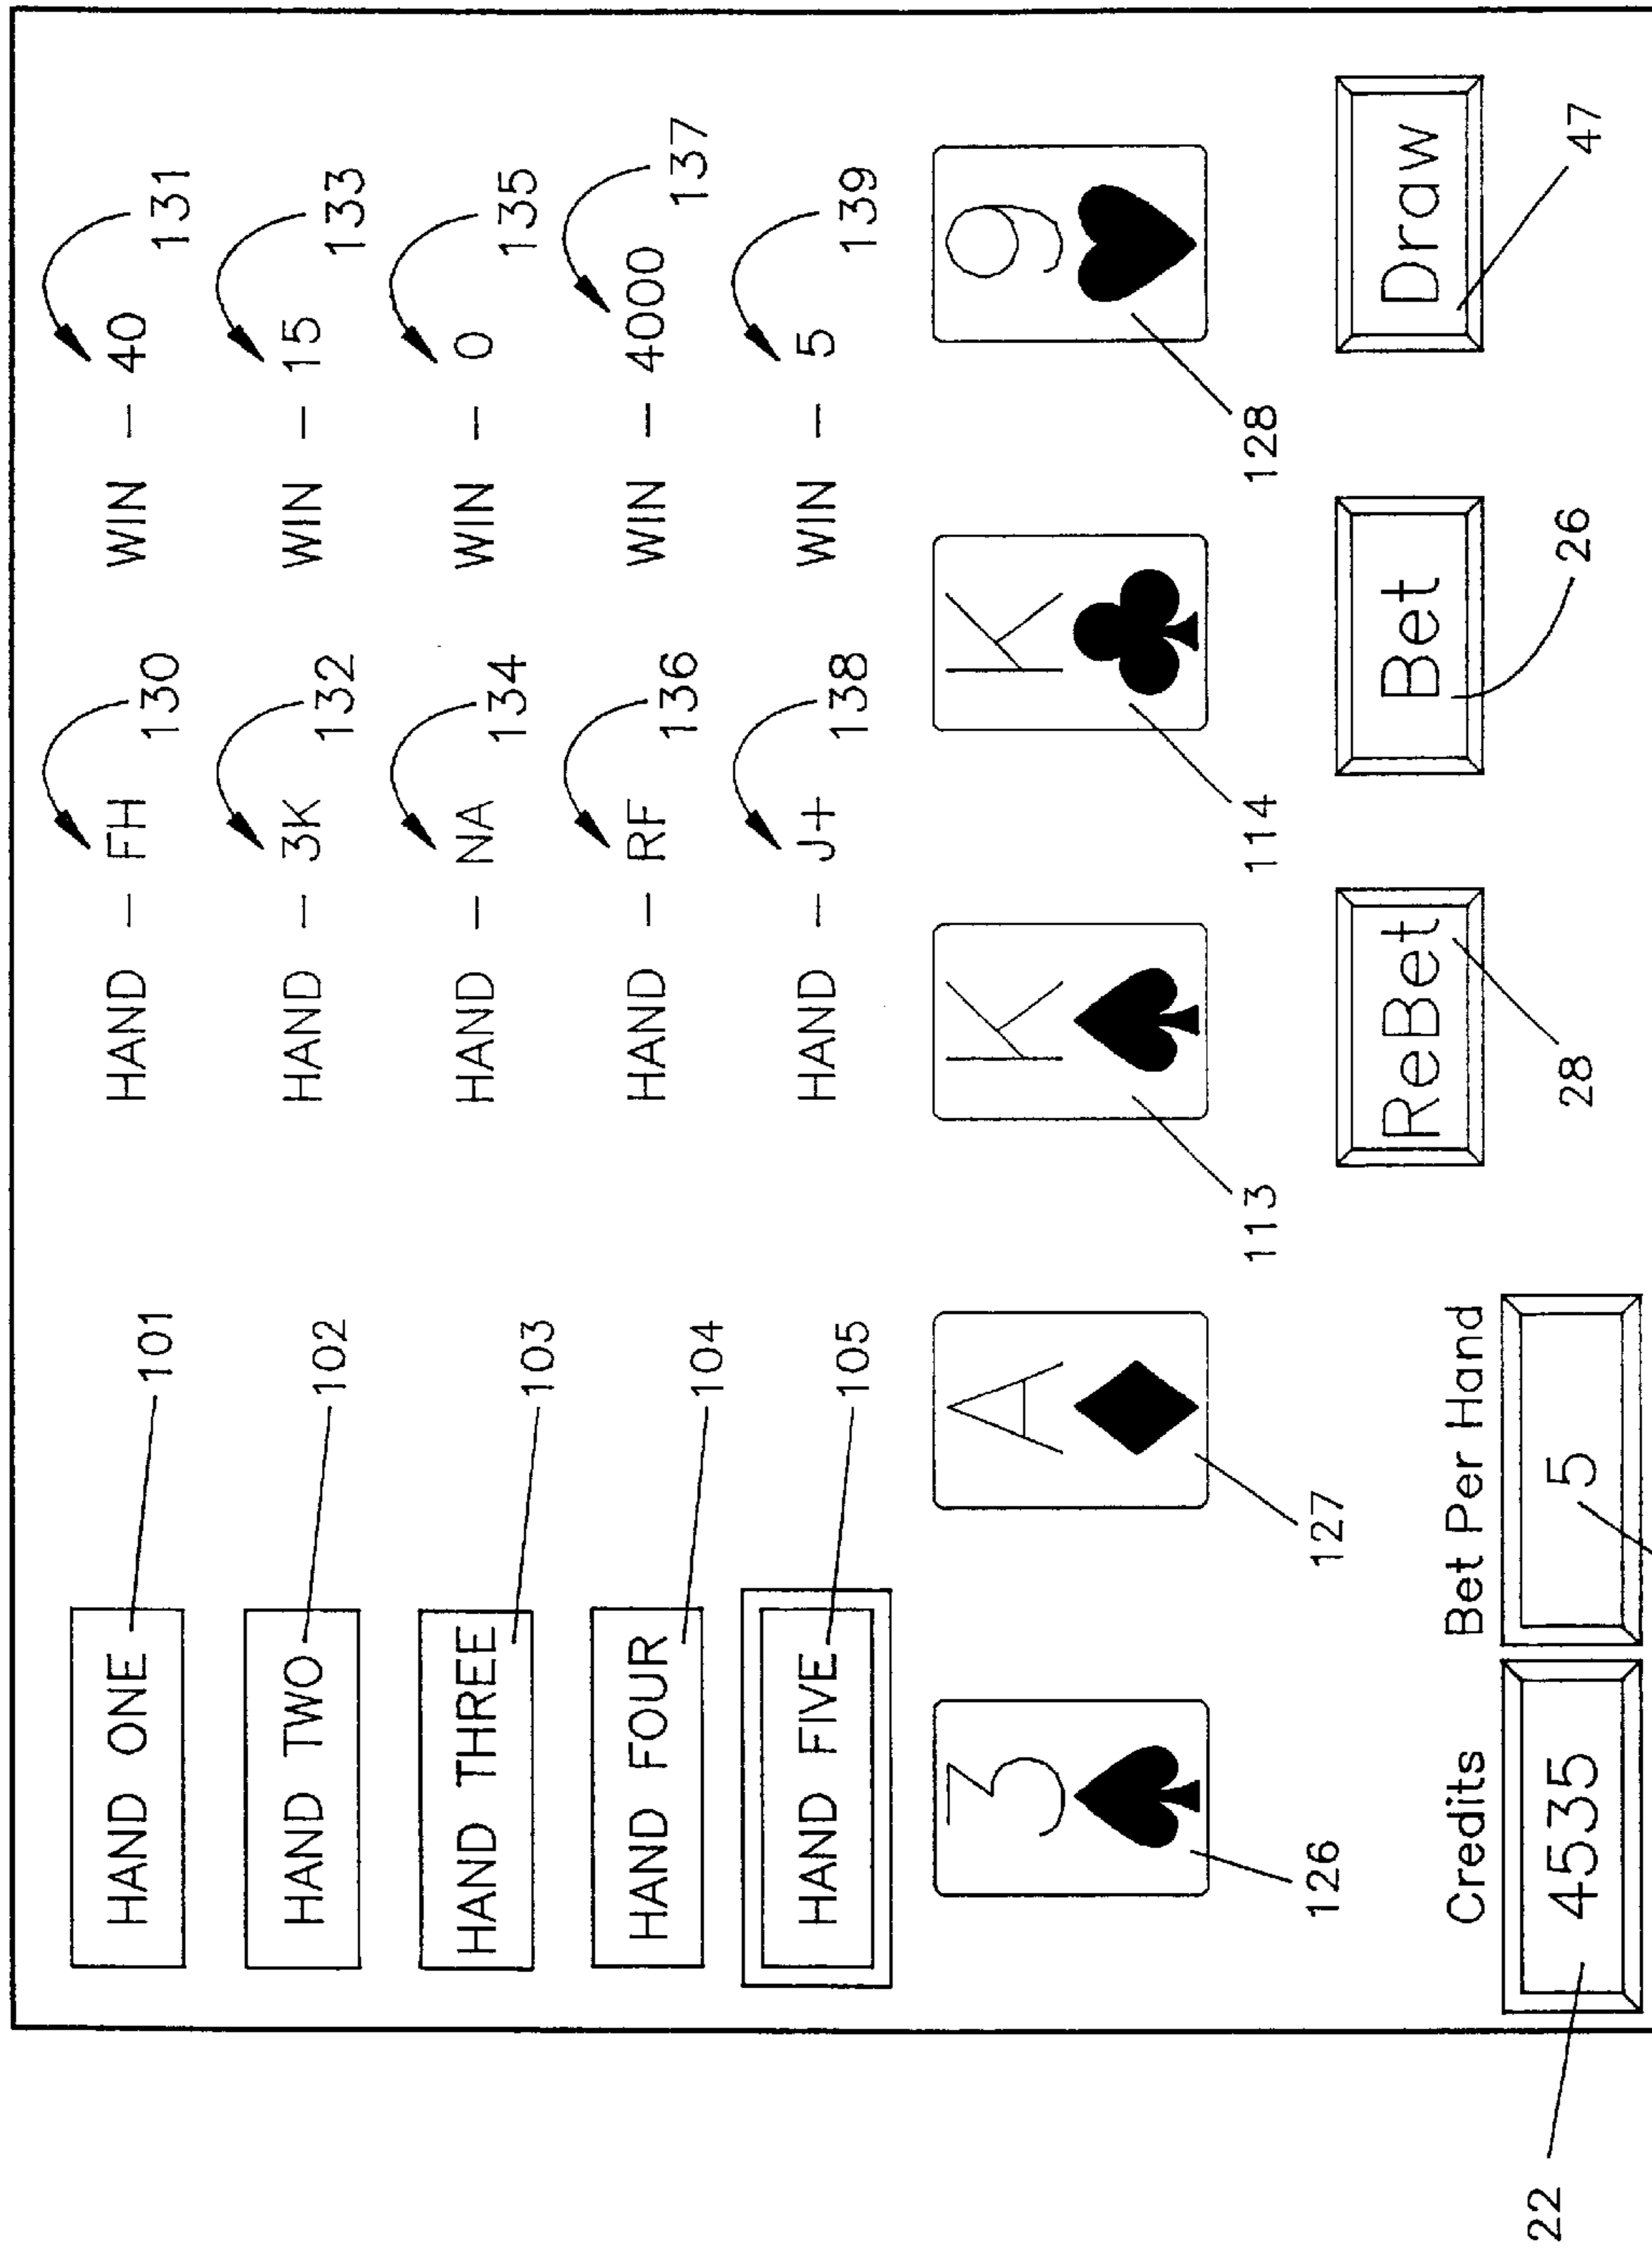 HAND ONE 101 HAND – FH 130 WIN – 40 131
HAND TWO 102 HAND – 3K 132 WIN – 15 133
HAND THREE 103 HAND – NA 134 WIN – 0 135
HAND FOUR 104 HAND – RF 136 WIN – 4000 137
HAND FIVE 105 HAND – J+ 138 WIN – 5 139
3 A K K 9
126 127 113 114 128
Credits Bet Per Hand ReBet Bet Draw
22 4535 5 28 26 47